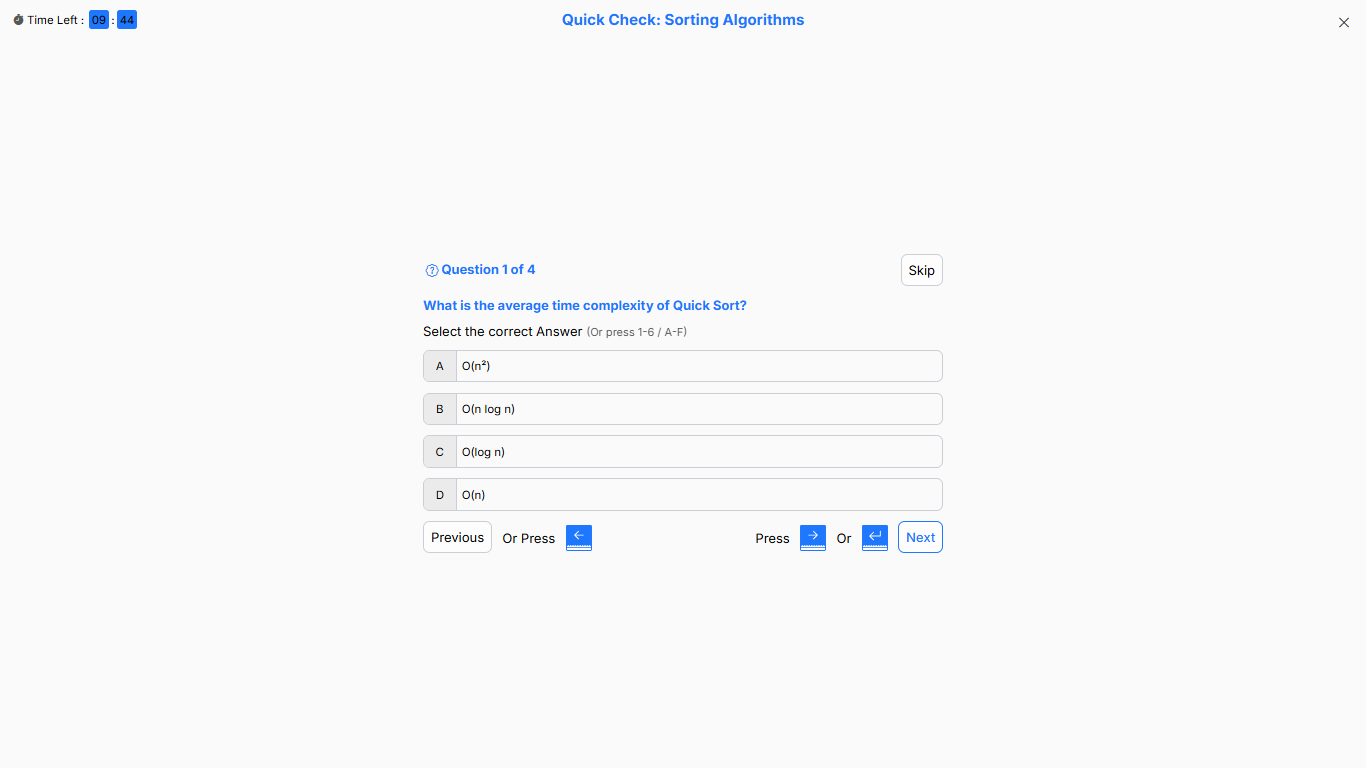 Time Left : 09 : 44
Quick Check: Sorting Algorithms
Question 1 of 4
Skip
What is the average time complexity of Quick Sort?
Select the correct Answer (Or press 1-6 / A-F)
A O(n²)
B O(n log n)
C O(log n)
D O(n)
Previous Or Press ← Press → Or ↵ Next